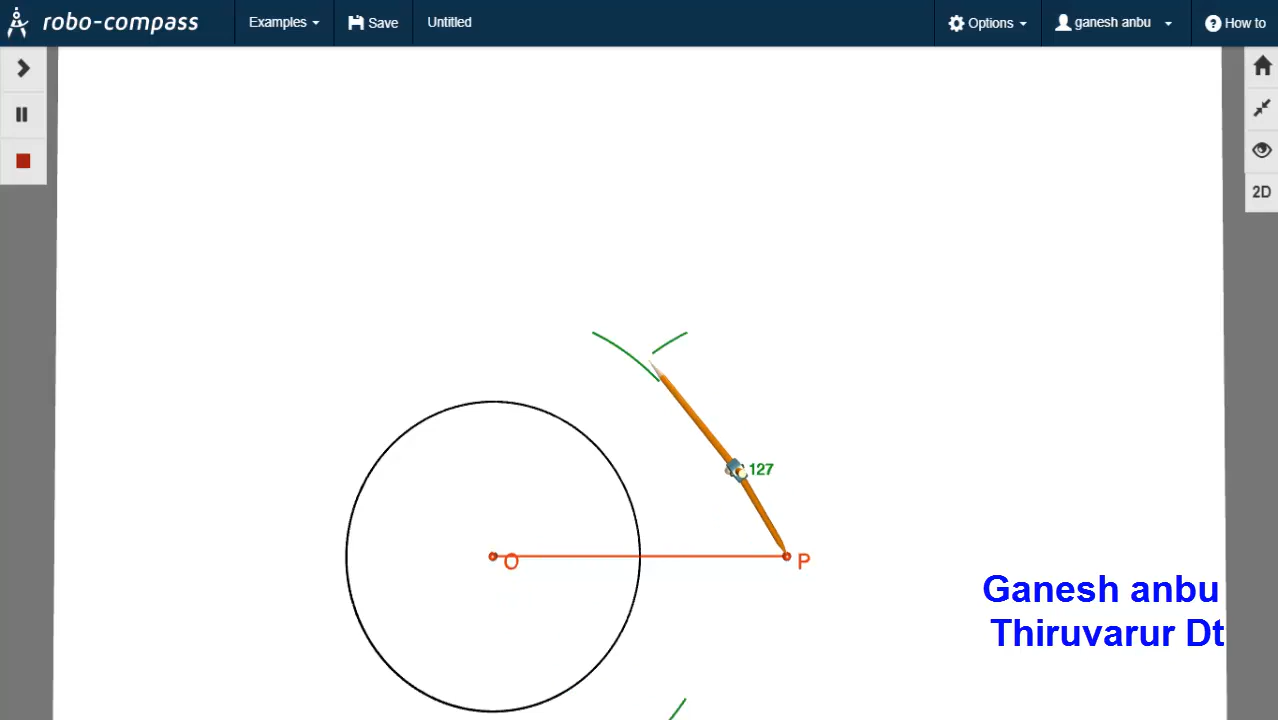 robo-compass Examples Save Untitled Options ganesh anbu How to
2D
127
O
P
Ganesh anbu
Thiruvarur Dt